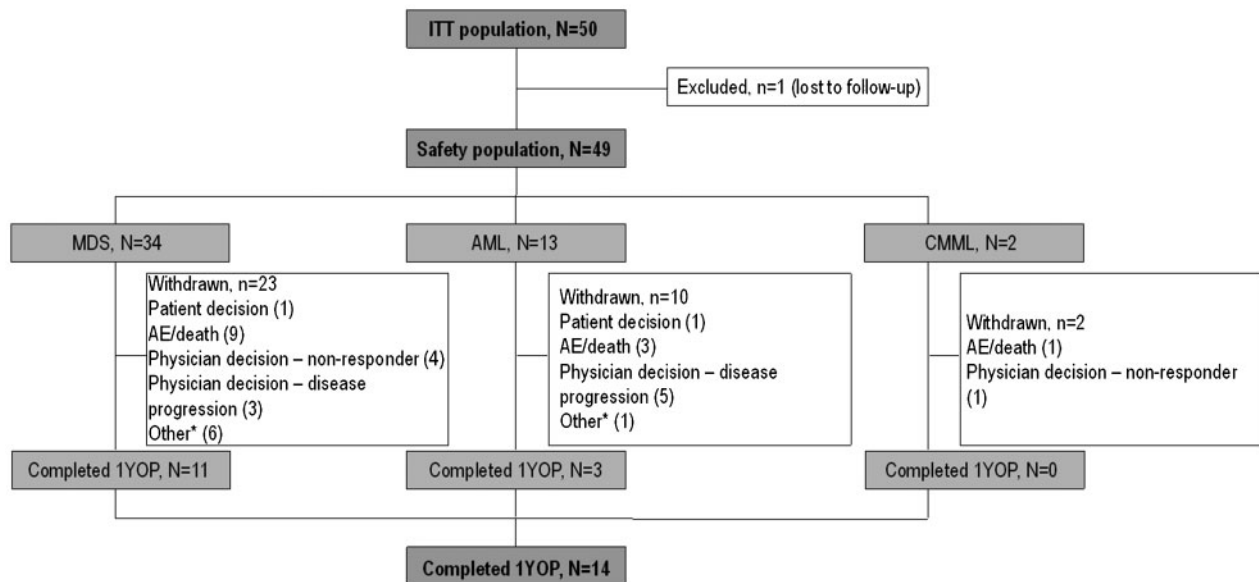 ITT population, N=50
Excluded, n=1 (lost to follow-up)
Safety population, N=49
MDS, N=34
AML, N=13
CMML, N=2
Withdrawn, n=23
Patient decision (1)
AE/death (9)
Physician decision – non-responder (4)
Physician decision – disease
progression (3)
Other* (6)
Withdrawn, n=10
Patient decision (1)
AE/death (3)
Physician decision – disease
progression (5)
Other* (1)
Withdrawn, n=2
AE/death (1)
Physician decision – non-responder
(1)
Completed 1YOP, N=11
Completed 1YOP, N=3
Completed 1YOP, N=0
Completed 1YOP, N=14